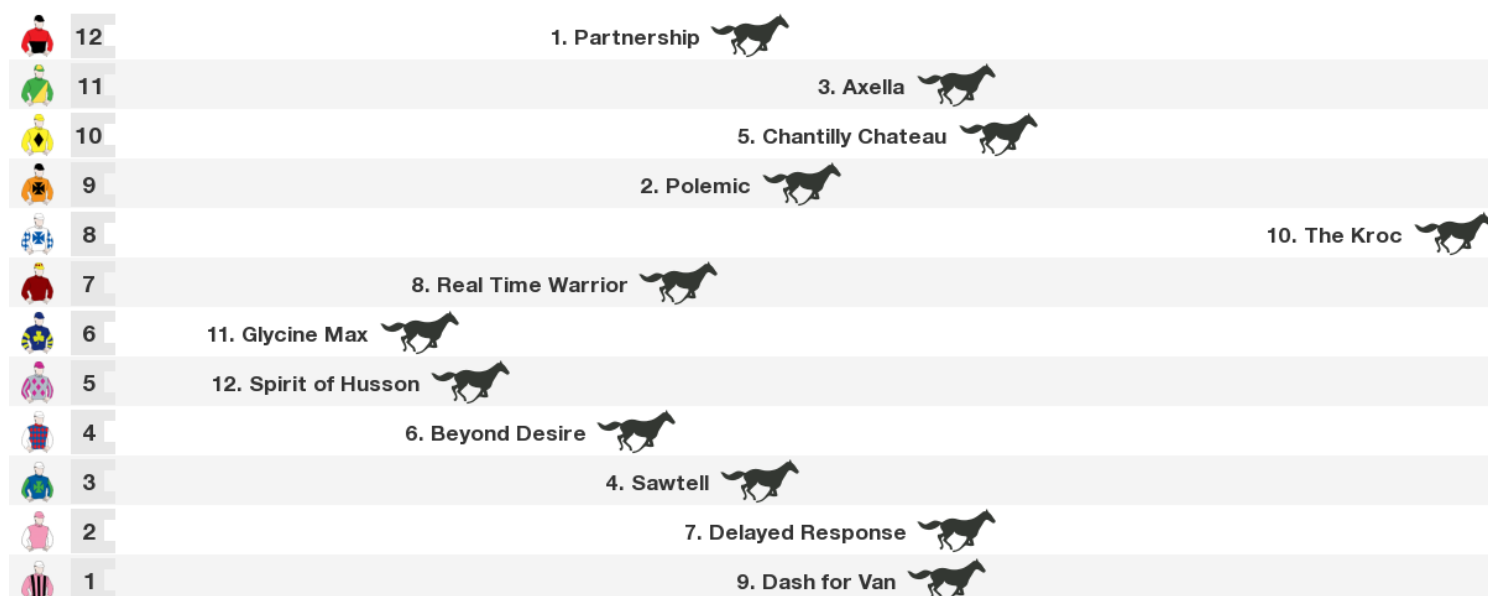 12 1. Partnership
11 3. Axella
10 5. Chantilly Chateau
9 2. Polemic
8 10. The Kroc
7 8. Real Time Warrior
6 11. Glycine Max
5 12. Spirit of Husson
4 6. Beyond Desire
3 4. Sawtell
2 7. Delayed Response
1 9. Dash for Van